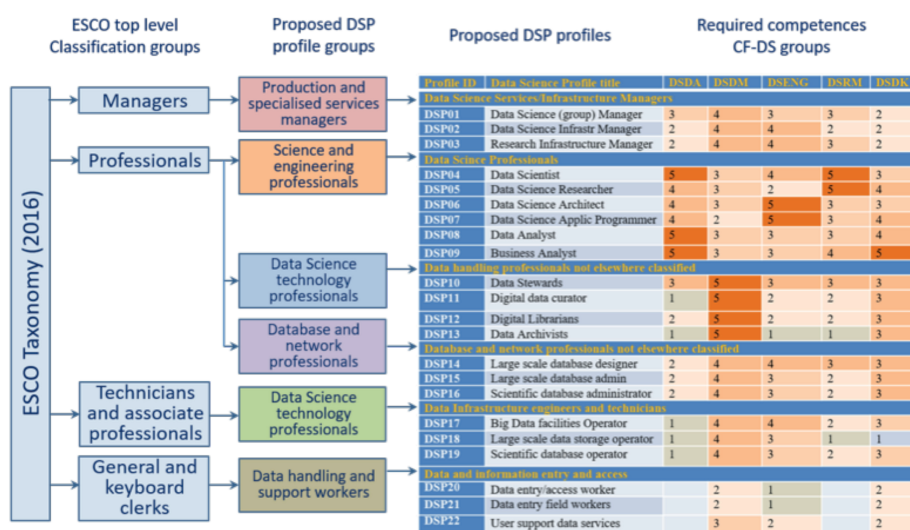 ESCO top level
Classification groups
Proposed DSP
profile groups
Proposed DSP profiles
Required competences
CF-DS groups
ESCO Taxonomy (2016)
Managers
Professionals
Technicians
and associate
professionals
General and
keyboard
clerks
Production and
specialised services
managers
Science and
engineering
professionals
Data Science
technology
professionals
Database and
network
professionals
Data Science
technology
professionals
Data handling and
support workers
Profile ID Data Science Profile title DSDA DSDM DSENG DSRM DSDK
Data Science Services/Infrastructure Managers
DSP01 Data Science (group) Manager 3 4 3 3 2
DSP02 Data Science Infrastr Manager 2 4 4 2 2
DSP03 Research Infrastructure Manager 2 4 4 3 2
Data Scince Professionals
DSP04 Data Scientist 5 3 4 5 3
DSP05 Data Science Researcher 4 3 2 5 4
DSP06 Data Science Architect 4 3 5 3 3
DSP07 Data Science Applic Programmer 4 2 5 3 4
DSP08 Data Analyst 5 3 3 3 4
DSP09 Business Analyst 5 3 3 4 5
Data handling professionals not elsewhere classified
DSP10 Data Stewards 3 5 3 3 3
DSP11 Digital data curator 1 5 2 2 3
DSP12 Digital Librarians 2 5 2 2 3
DSP13 Data Archivists 1 5 1 1 3
Database and network professionals not elsewhere classified
DSP14 Large scale database designer 2 4 4 3 3
DSP15 Large scale database admin 2 4 3 2 3
DSP16 Scientific database administrator 2 4 3 2 3
Data Infrastructure engineers and technicians
DSP17 Big Data facilities Operator 1 4 4 2 3
DSP18 Large scale data storage operator 1 4 3 1 1
DSP19 Scientific database operator 1 4 3 2 3
Data and information entry and access
DSP20 Data entry/access worker 2 1 2
DSP21 Data entry field workers 2 1 2
DSP22 User support data services 3 2 2